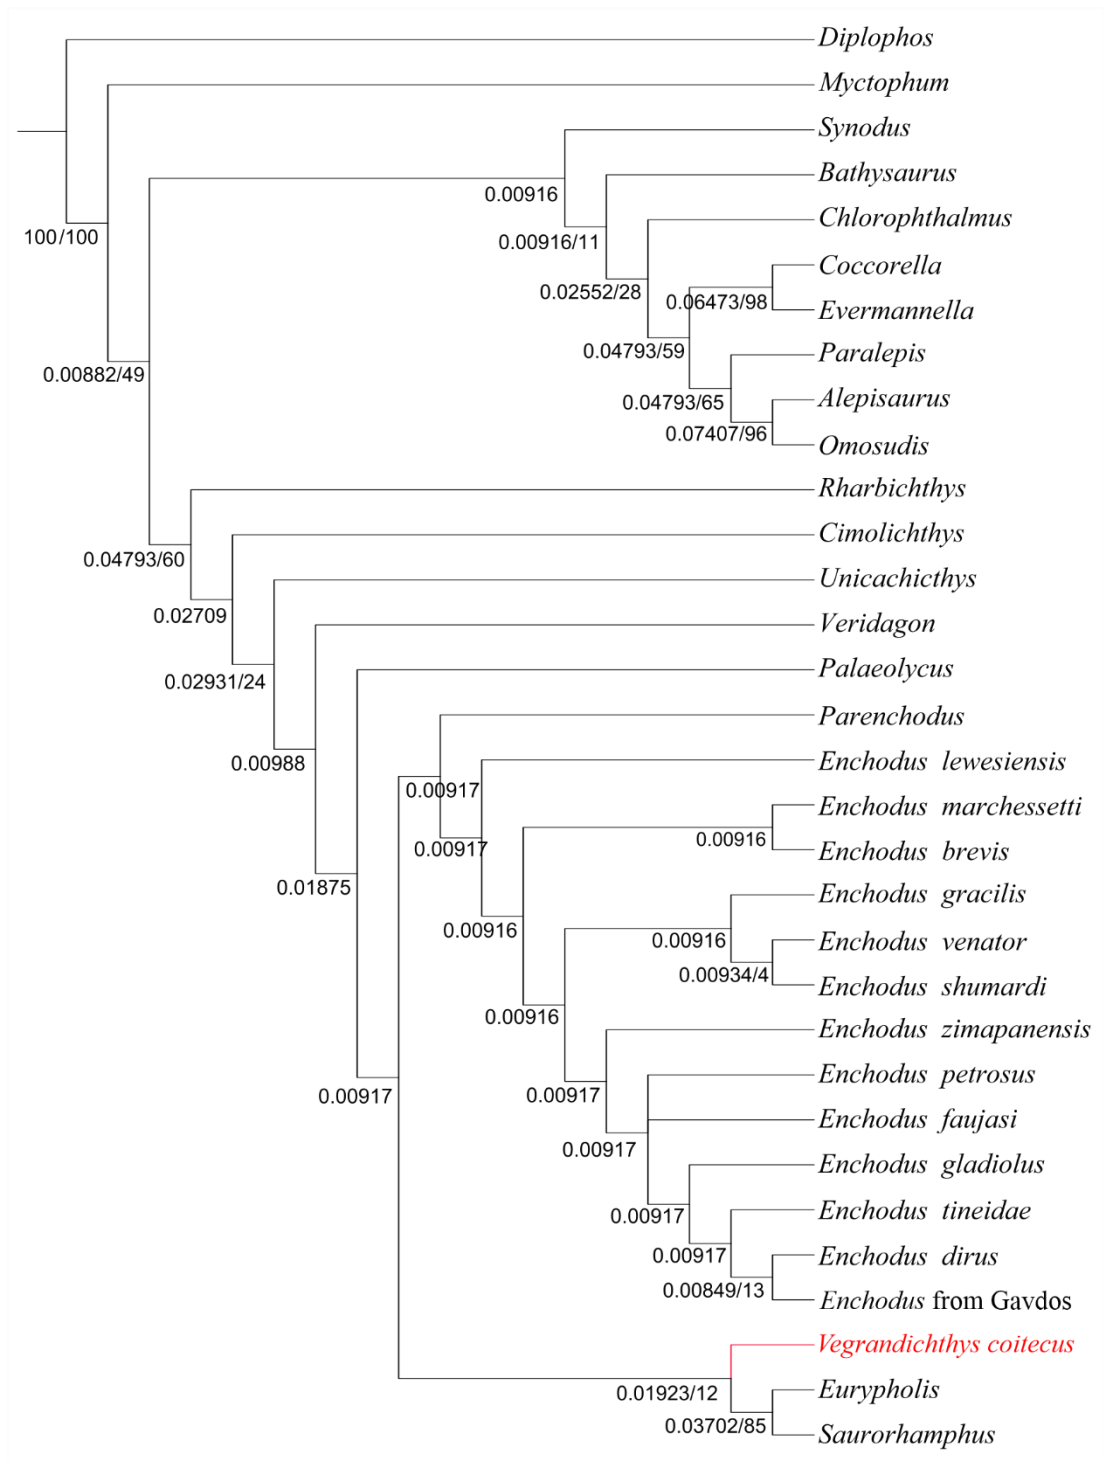 Diplophos
Myctophum
Synodus
Bathysaurus
0.00916
Chlorophthalmus
100/100
0.00916/11
Coccorella
0.02552/28
0.06473/98
Evermannella
0.04793/59
Paralepis
0.00882/49
Alepisaurus
0.04793/65
0.07407/96
Omosudis
Rharbichthys
Cimolichthys
0.04793/60
Unicachicthys
0.02709
Veridagon
Palaeolycus
0.02931/24
Parenchodus
Enchodus lewesiensis
0.00988
0.00917
Enchodus marchessetti
0.00916
0.00917
Enchodus brevis
0.01875
Enchodus gracilis
0.00916
0.00916
Enchodus venator
0.00934/4
Enchodus shumardi
0.00916
Enchodus zimapanensis
Enchodus petrosus
0.00917
0.00917
Enchodus faujasi
0.00917
Enchodus gladiolus
Enchodus tineidae
0.00917
0.00917
Enchodus dirus
0.00849/13
Enchodus from Gavdos
Vegrandichthys coitecus
0.01923/12
Eurypholis
0.03702/85
Saurorhamphus